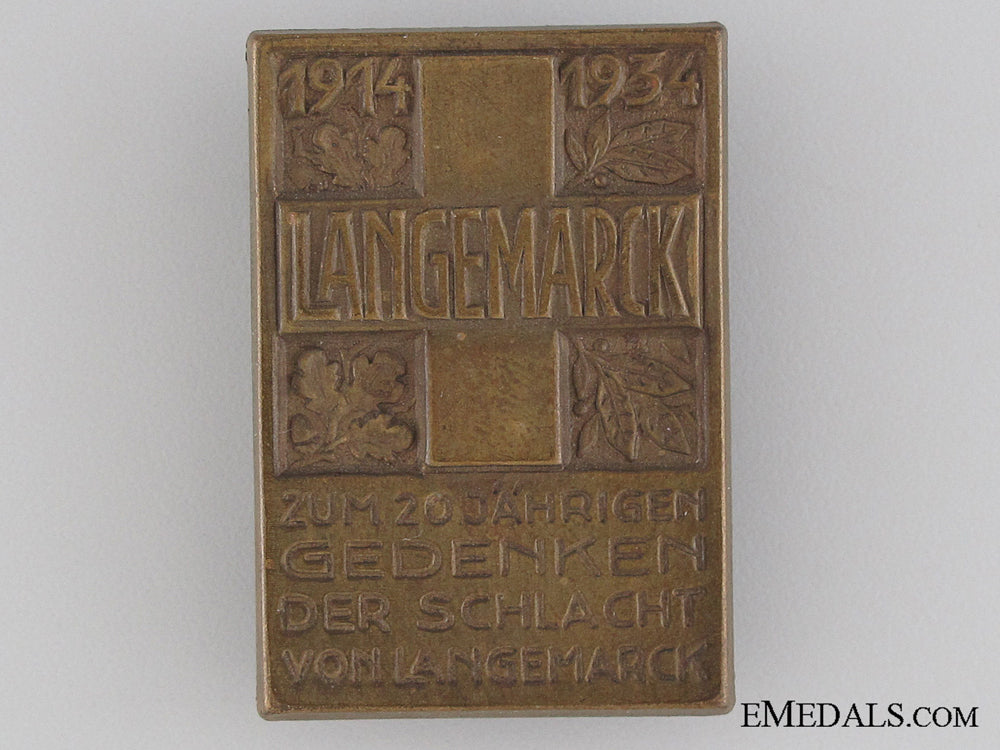 1914 1934
LANGEMARCK
ZUM 20 JÄHRIGEN
GEDENKEN
DER SCHLACHT
VON LANGEMARCK
EMEDALS.COM